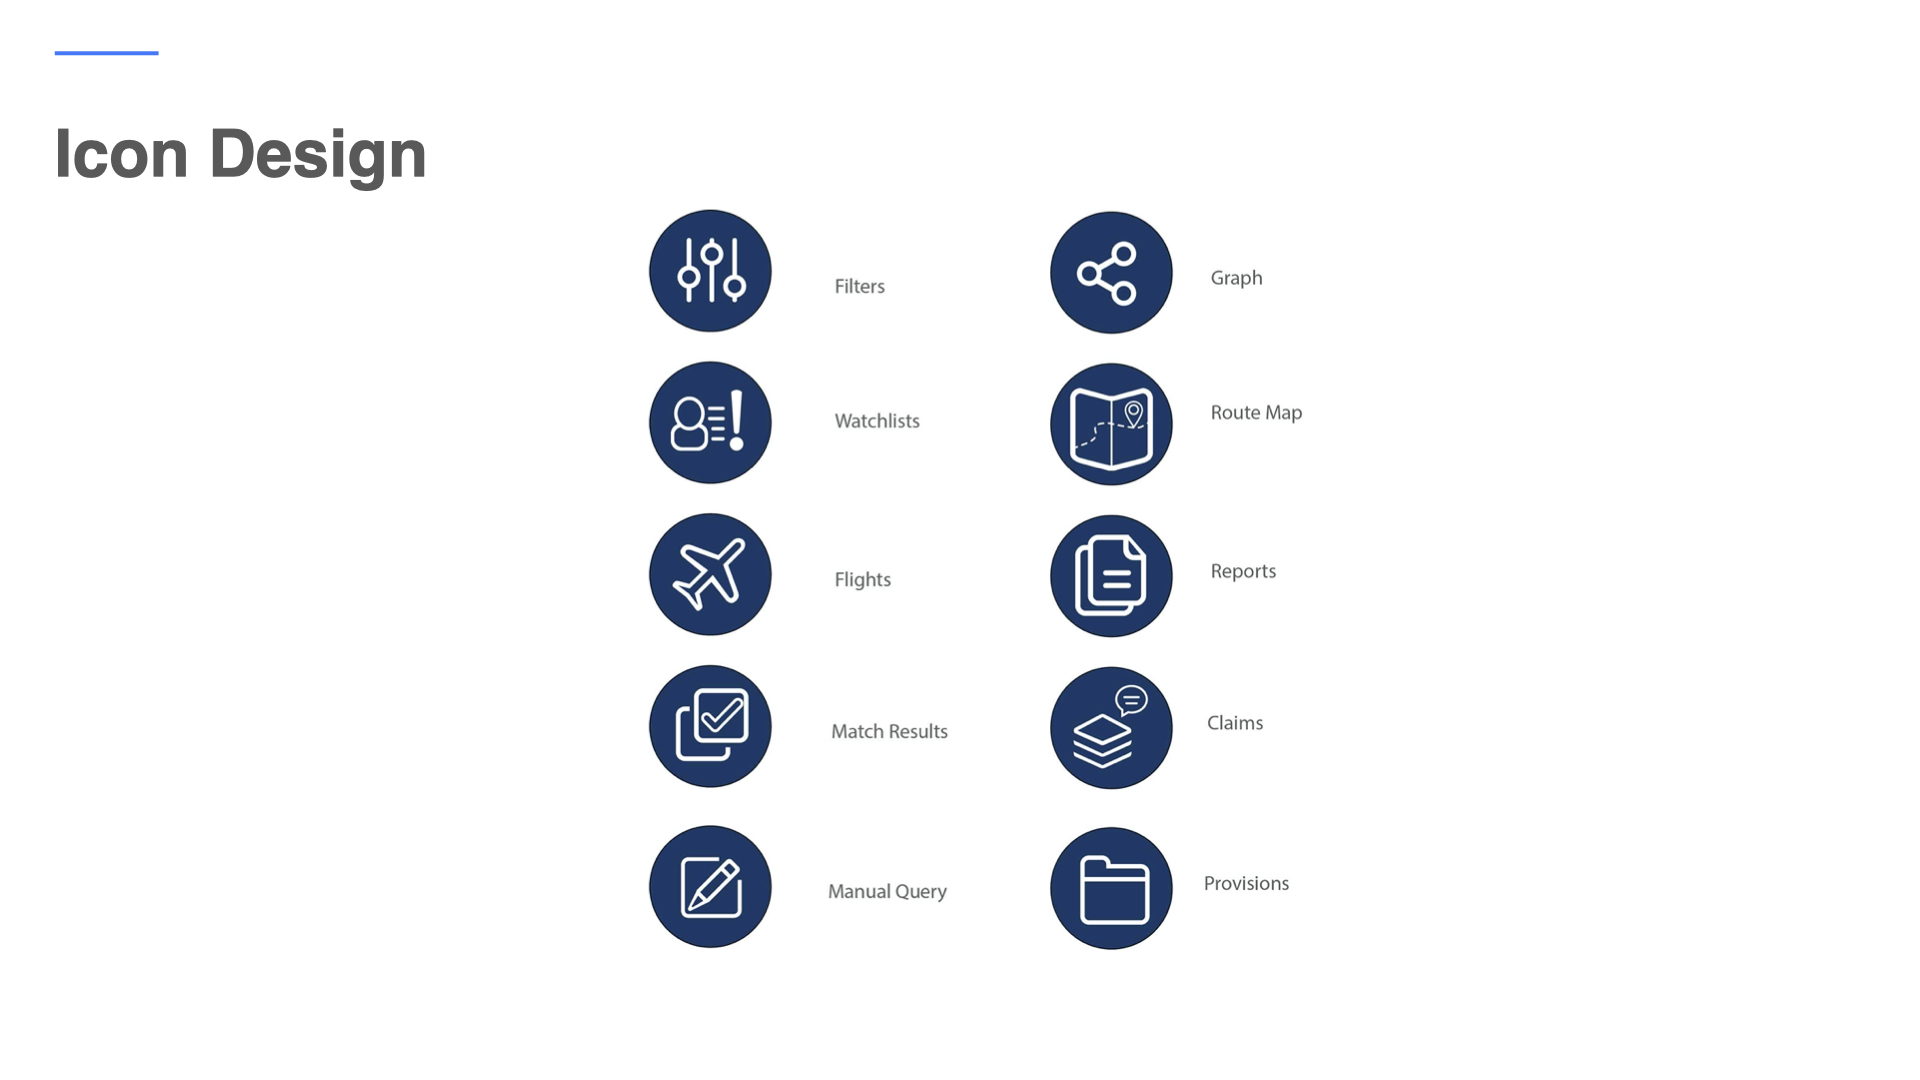 Icon Design
Filters
Graph
Watchlists
Route Map
Flights
Reports
Match Results
Claims
Manual Query
Provisions